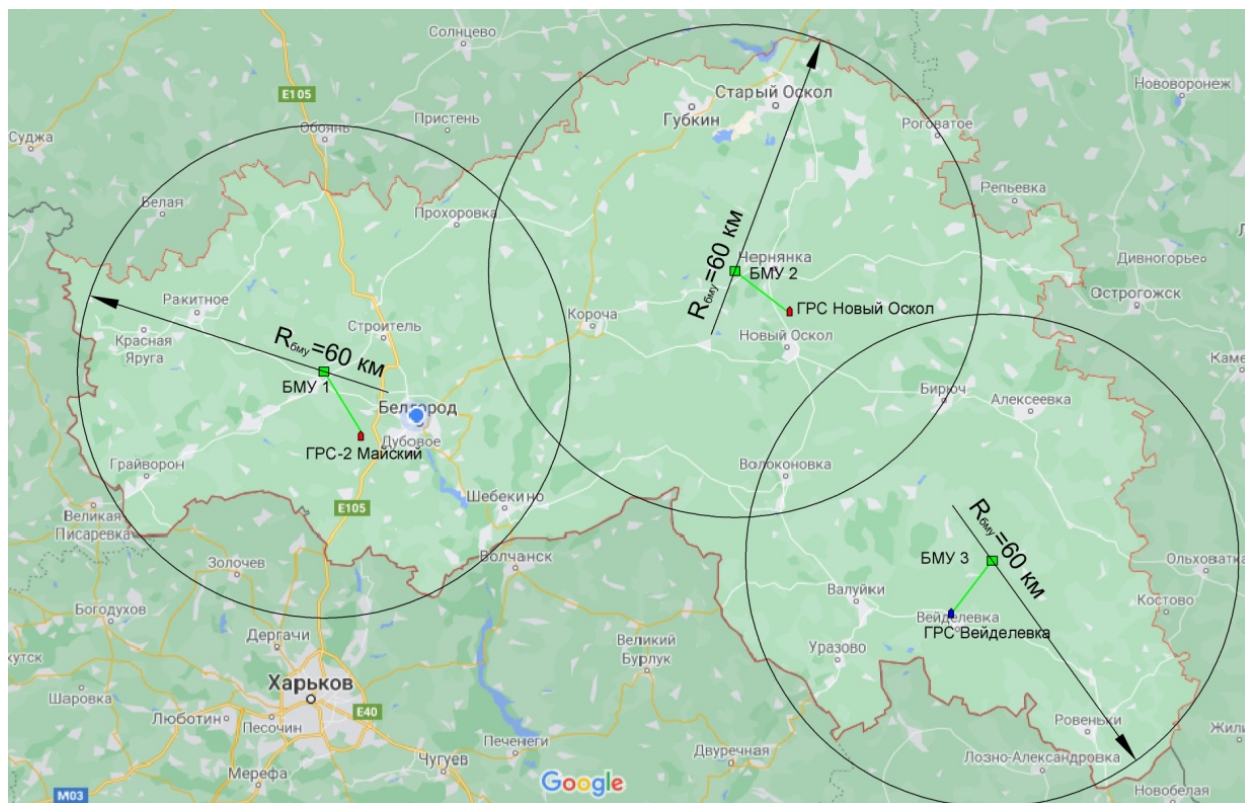 Солнцево
Старый Оскол
Нововоронеж
E105
Губкин
Суджа
Обоянь
Пристень
Роговатое
Белая
Репьевка
Прохоровка
Чернянка
БМУ 2
Дивногорье
Rбму=60 км
Ракитное
Острогожск
Строитель
Короча
ГРС Новый Оскол
Красная
Яруга
Rбму=60 км
Новый Оскол
БМУ 1
Бирюч
Алексеевка
Белгород
Дубовое
ГРС-2 Майский
Грайворон
Волоконовка
Шебекино
E105
Великая
Писаревка
Rбму=60 км
Волчанск
БМУ 3
Золочев
Ольховатка
Валуйки
Богодухов
Костово
Вейделевка
ГРС Вейделевка
Дергачи
Великий
Бурлук
Уразово
Харьков
Шаровка
Люботин
E40
Песочин
Ровеньки
Печенеги
Двуречная
Чугуев
Лозно-Александровка
Мерефа
Google
Новобелая
M03